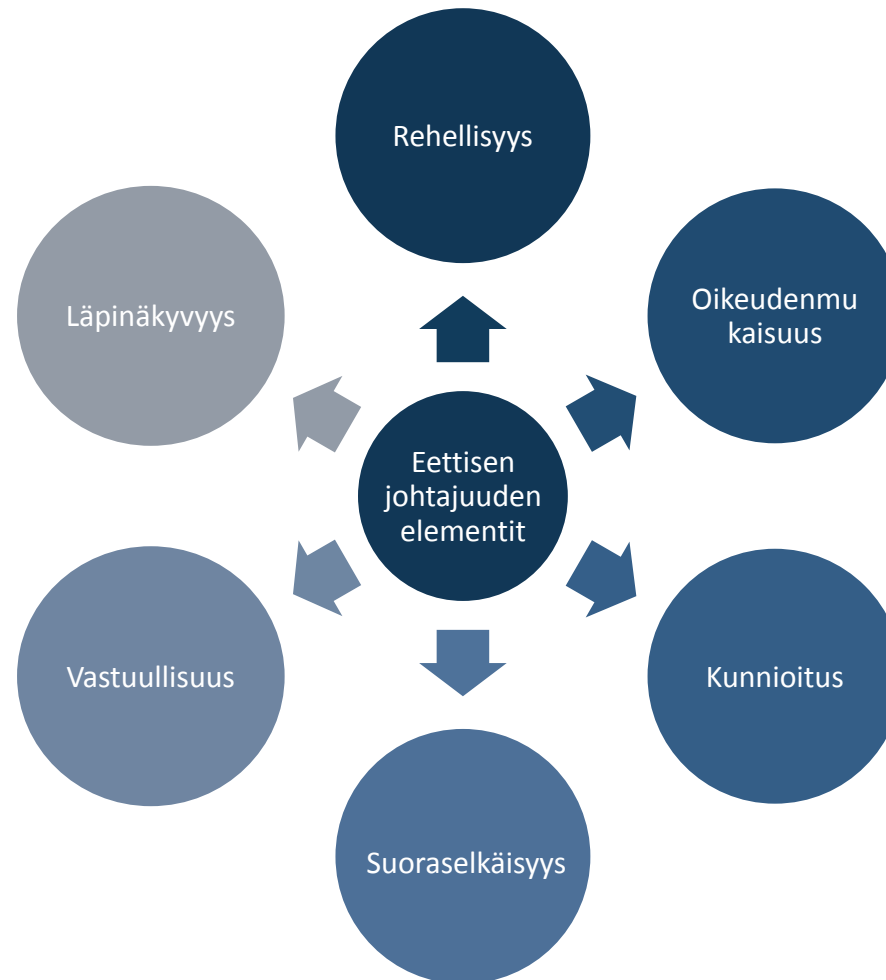 Rehellisyys
Oikeudenmu
kaisuus
Läpinäkyvyys
Eettisen
johtajuuden
elementit
Vastuullisuus
Kunnioitus
Suoraselkäisyys